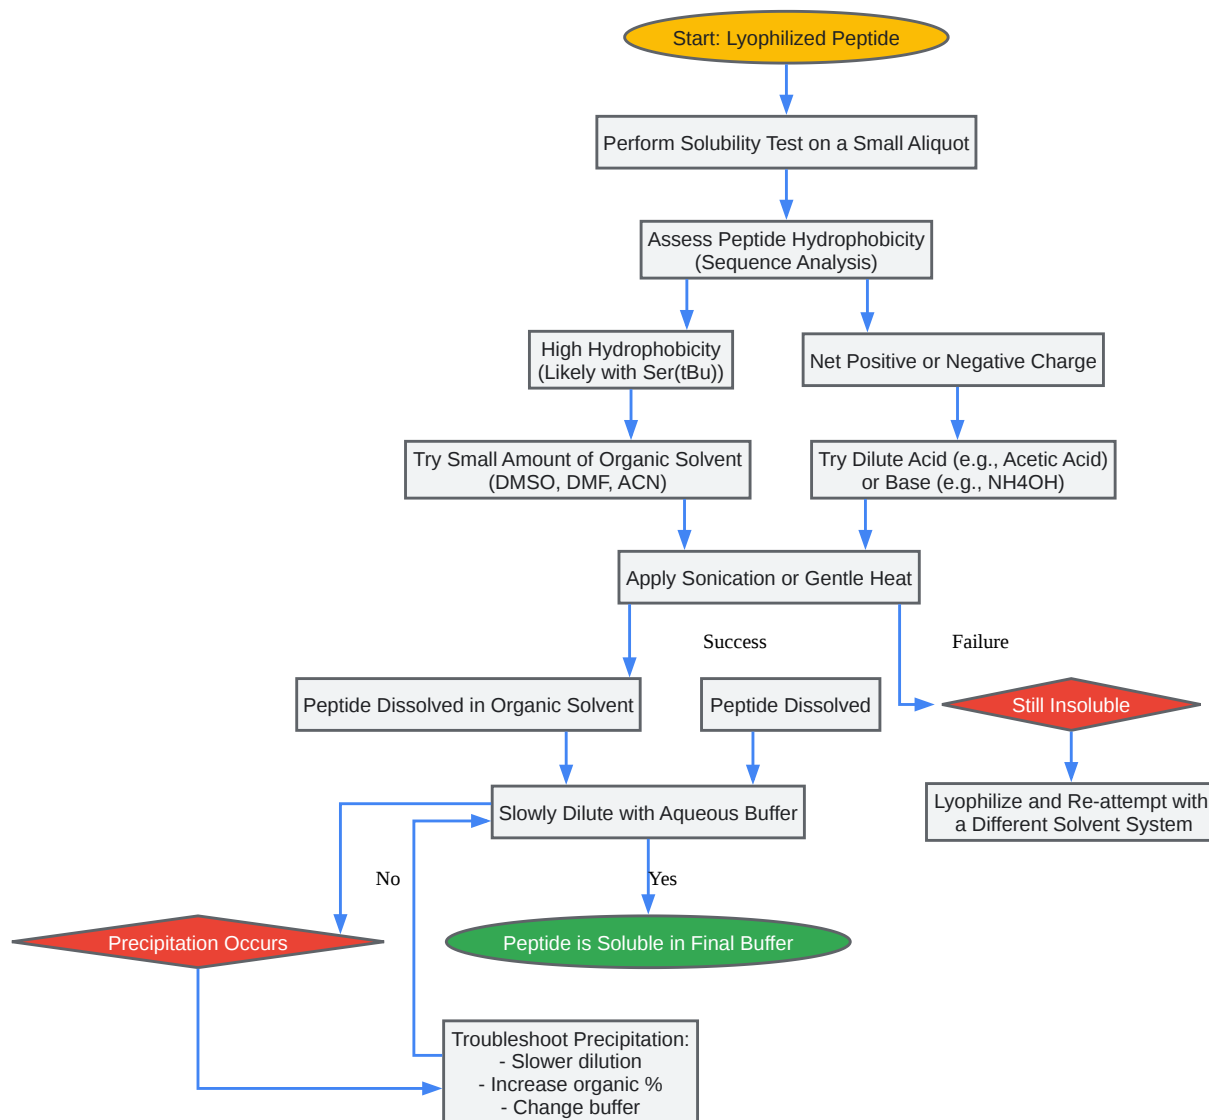 Start: Lyophilized Peptide
Perform Solubility Test on a Small Aliquot
Assess Peptide Hydrophobicity
(Sequence Analysis)
High Hydrophobicity
(Likely with Ser(tBu))
Net Positive or Negative Charge
Try Small Amount of Organic Solvent
(DMSO, DMF, ACN)
Try Dilute Acid (e.g., Acetic Acid)
or Base (e.g., NH4OH)
Apply Sonication or Gentle Heat
Success
Failure
Peptide Dissolved in Organic Solvent
Peptide Dissolved
Still Insoluble
Slowly Dilute with Aqueous Buffer
Lyophilize and Re-attempt with
a Different Solvent System
No
Yes
Precipitation Occurs
Peptide is Soluble in Final Buffer
Troubleshoot Precipitation:
- Slower dilution
- Increase organic %
- Change buffer